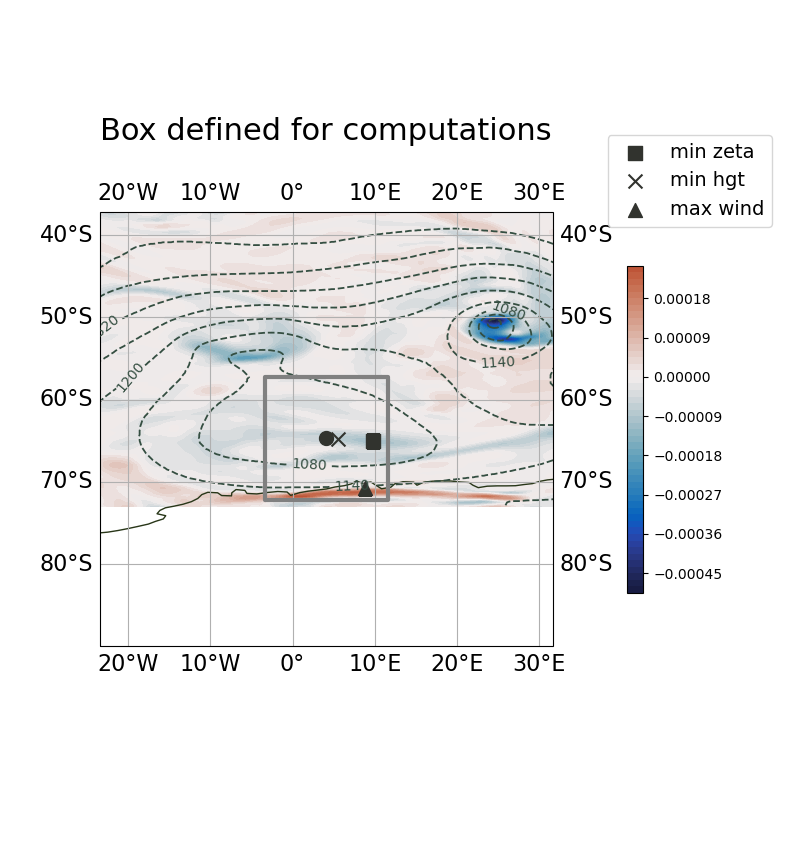 Box defined for computations
min zeta
min hgt
max wind
20°W 10°W 0° 10°E 20°E 30°E
40°S 40°S
50°S 50°S
60°S 60°S
70°S 70°S
80°S 80°S
1080
1140
1200
1080
1140
0.00018
0.00009
0.00000
−0.00009
−0.00018
−0.00027
−0.00036
−0.00045
20°W 10°W 0° 10°E 20°E 30°E